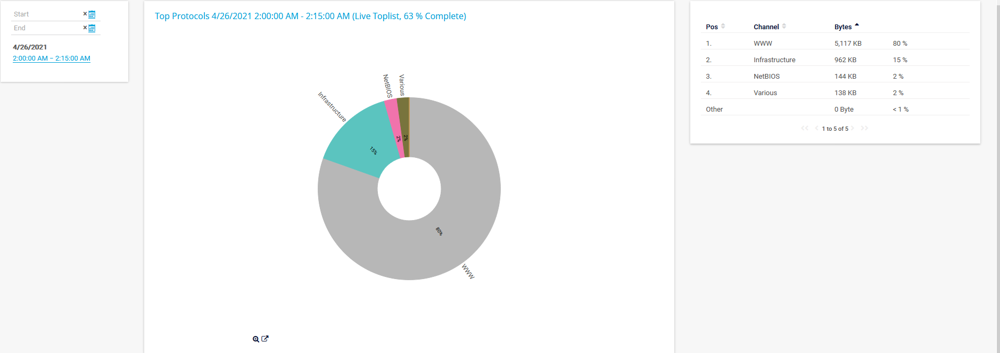 Start ×
End ×
4/26/2021
2:00:00 AM – 2:15:00 AM
Top Protocols 4/26/2021 2:00:00 AM - 2:15:00 AM (Live Toplist, 63 % Complete)
NetBIOS
Various
Infrastructure
2%
2%
15%
80%
WWW
Pos Channel Bytes
1. WWW 5,117 KB 80 %
2. Infrastructure 962 KB 15 %
3. NetBIOS 144 KB 2 %
4. Various 138 KB 2 %
Other 0 Byte < 1 %
1 to 5 of 5